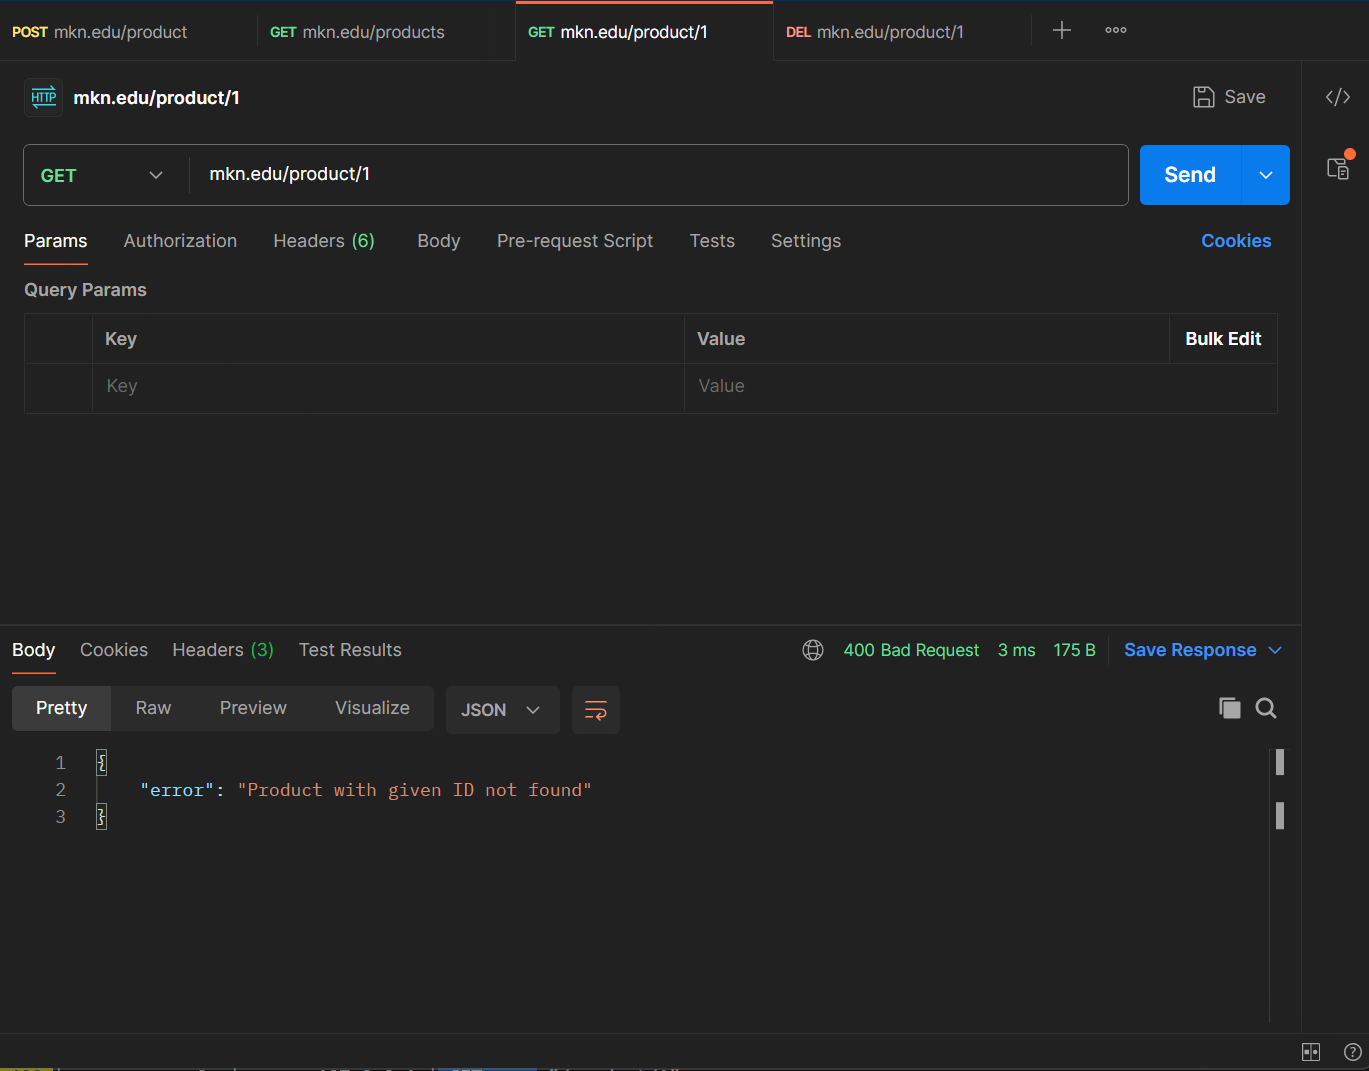 POST mkn.edu/product GET mkn.edu/products GET mkn.edu/product/1 DEL mkn.edu/product/1
HTTP mkn.edu/product/1 Save
GET mkn.edu/product/1 Send
Params Authorization Headers (6) Body Pre-request Script Tests Settings Cookies
Query Params
Key Value Bulk Edit
Key Value
Body Cookies Headers (3) Test Results 400 Bad Request 3 ms 175 B Save Response
Pretty Raw Preview Visualize JSON
1 {
2 "error": "Product with given ID not found"
3 }